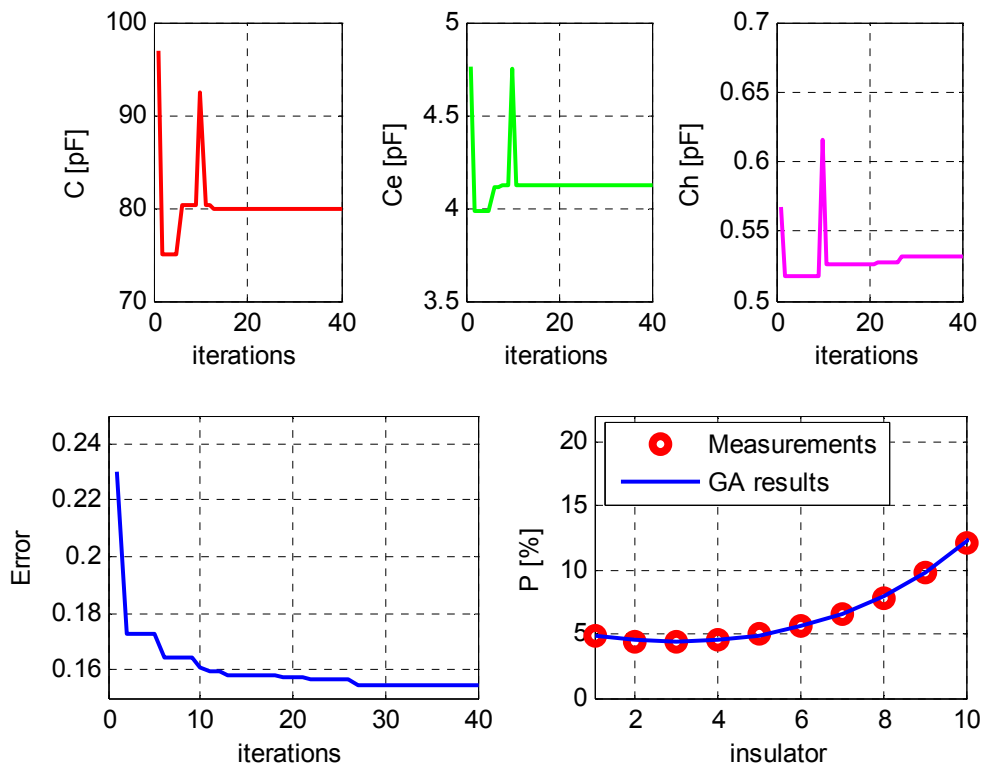 100
90
80
70
C [pF]
0 20 40
iterations
5
4.5
4
3.5
Ce [pF]
0 20 40
iterations
0.7
0.65
0.6
0.55
0.5
Ch [pF]
0 20 40
iterations
0.24
0.22
0.2
0.18
0.16
Error
0 10 20 30 40
iterations
20
15
10
5
0
P [%]
Measurements
GA results
2 4 6 8 10
insulator